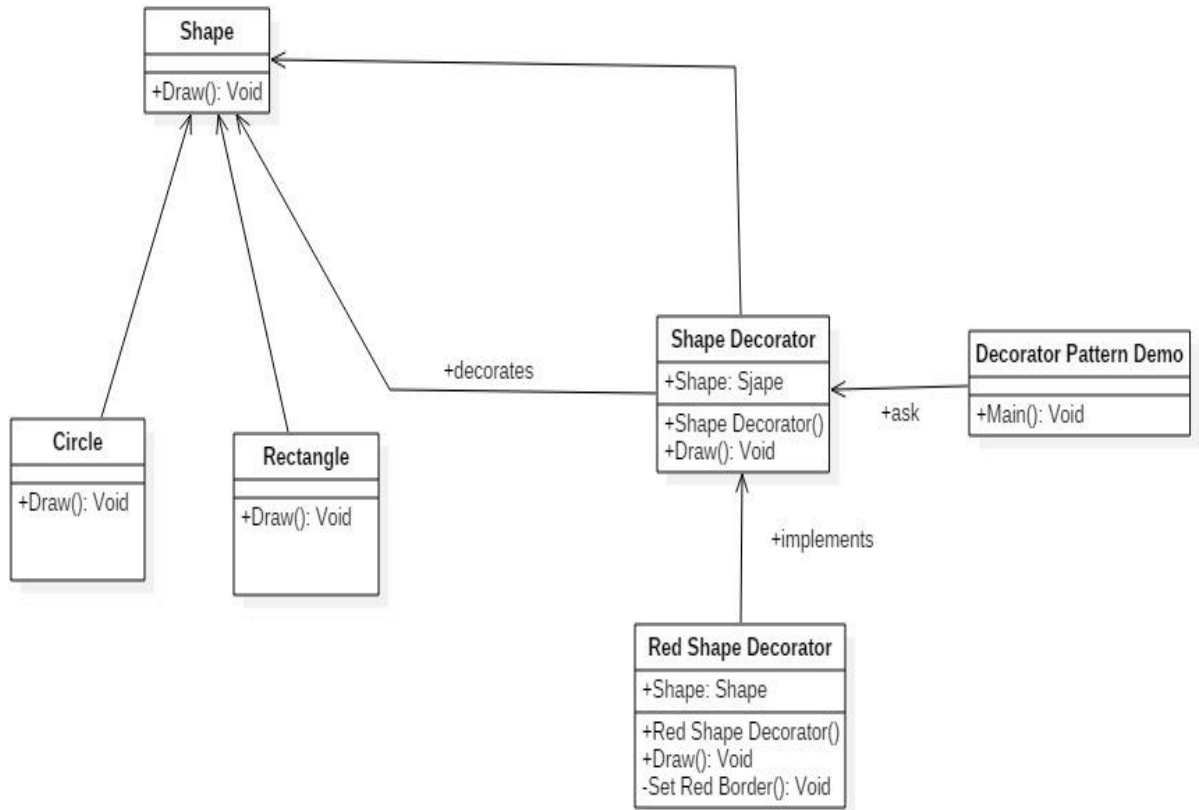 Shape
+Draw(): Void
Shape Decorator
+Shape: Sjape
+Shape Decorator()
+Draw(): Void
Decorator Pattern Demo
+Main(): Void
+decorates
+ask
Circle
+Draw(): Void
Rectangle
+Draw(): Void
+implements
Red Shape Decorator
+Shape: Shape
+Red Shape Decorator()
+Draw(): Void
-Set Red Border(): Void